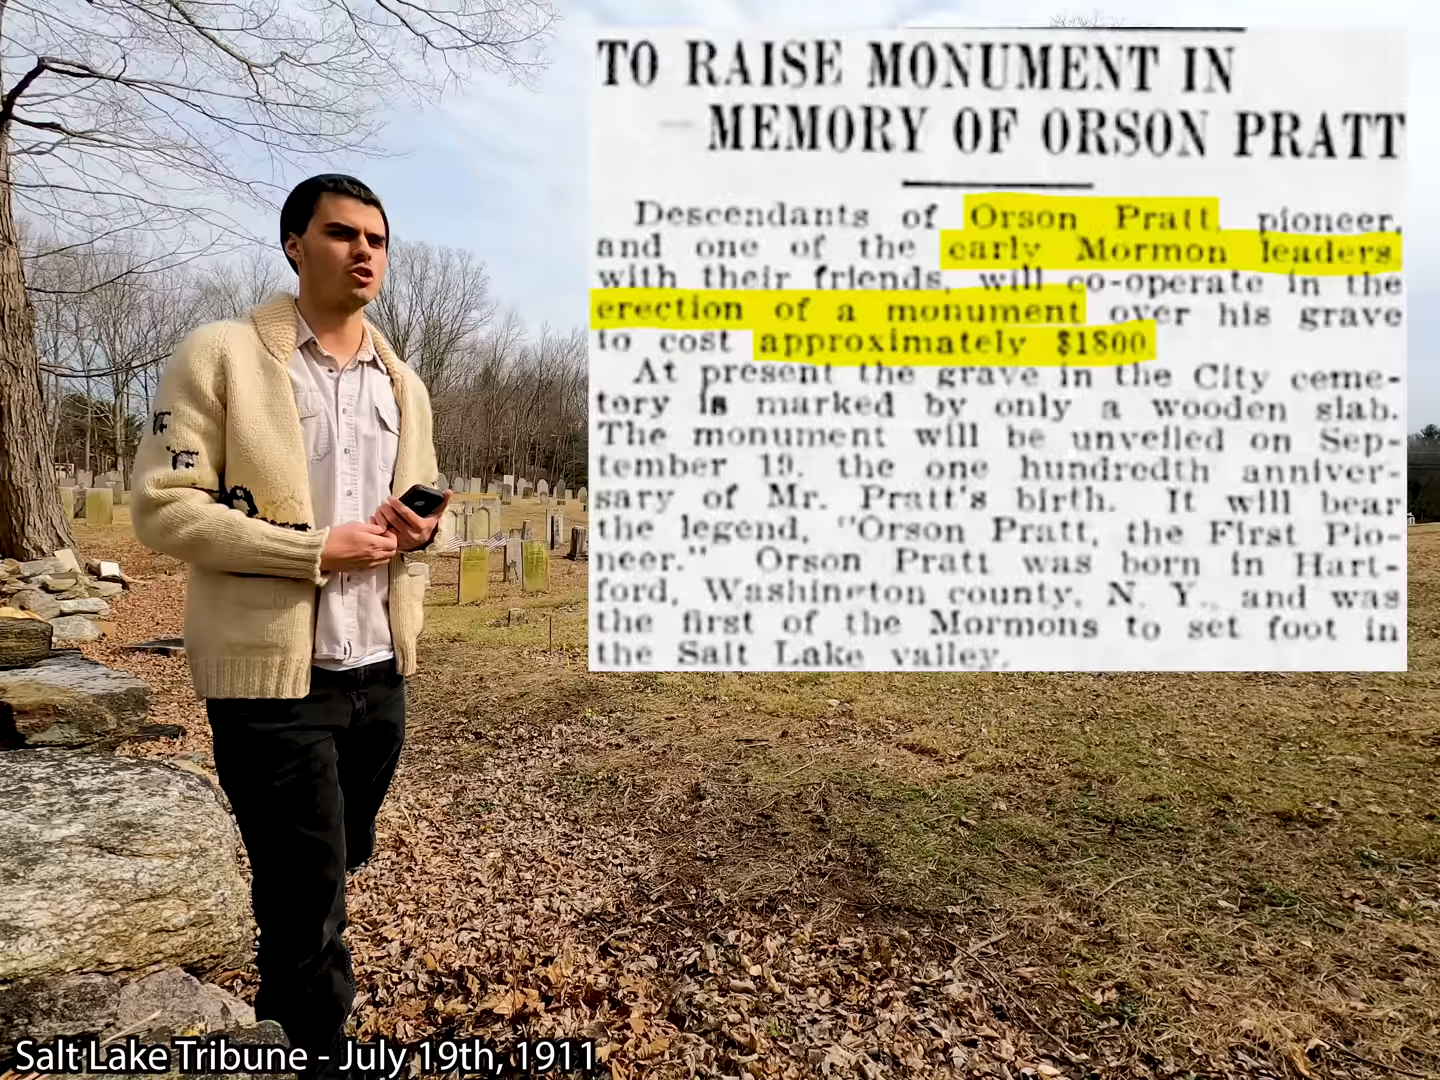 TO RAISE MONUMENT IN
MEMORY OF ORSON PRATT
Descendants of Orson Pratt, pioneer,
and one of the early Mormon leaders,
with their friends, will co-operate in the
erection of a monument over his grave
to cost approximately $1800.
At present the grave in the City ceme-
tery is marked by only a wooden slab.
The monument will be unveiled on Sep-
tember 19, the one hundredth anniver-
sary of Mr. Pratt's birth. It will bear
the legend, "Orson Pratt, the First Pio-
neer." Orson Pratt was born in Hart-
ford, Washington county, N. Y., and was
the first of the Mormons to set foot in
the Salt Lake valley.
Salt Lake Tribune - July 19th, 1911